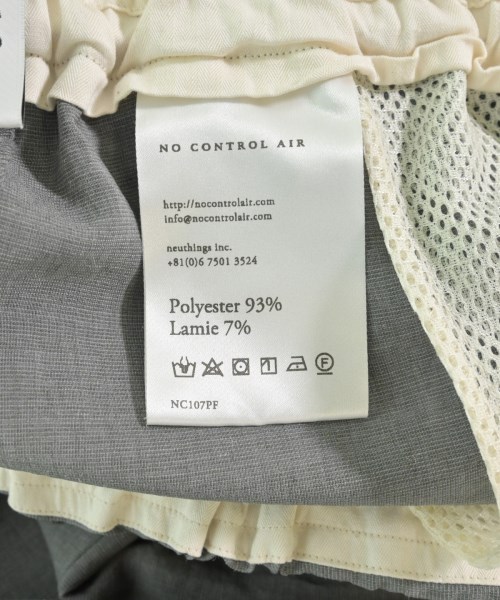 NO CONTROL AIR
http://nocontrolair.com
info@nocontrolair.com
neuthings inc.
+81(0)6 7501 3524
Polyester 93%
Lamie 7%
NC107PF